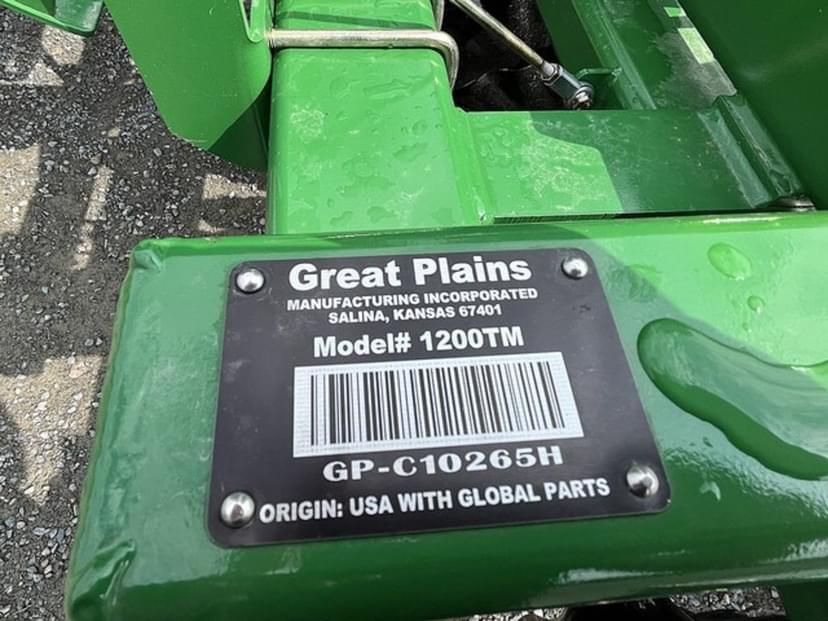 Great Plains
MANUFACTURING INCORPORATED
SALINA, KANSAS 67401
Model# 1200TM
GP-C10265H
ORIGIN: USA WITH GLOBAL PARTS